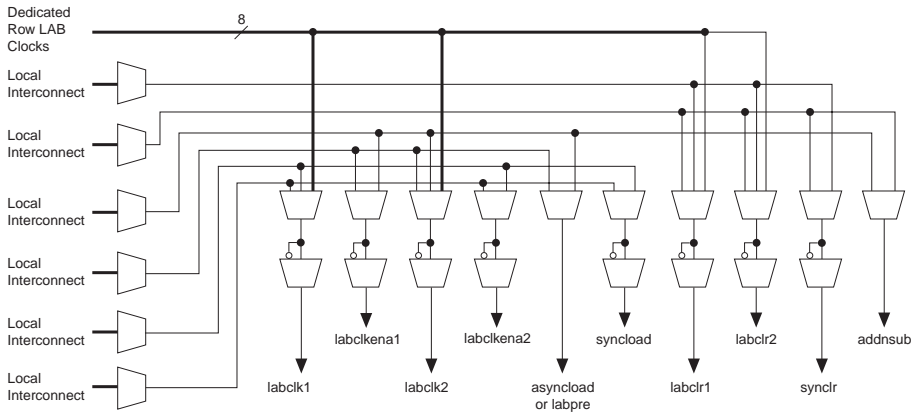 Dedicated
Row LAB
Clocks
8
Local
Interconnect
Local
Interconnect
Local
Interconnect
Local
Interconnect
Local
Interconnect
Local
Interconnect
labclkena1
labclkena2
syncload
labclr2
addnsub
labclk1
labclk2
asyncload
or labpre
labclr1
synclr